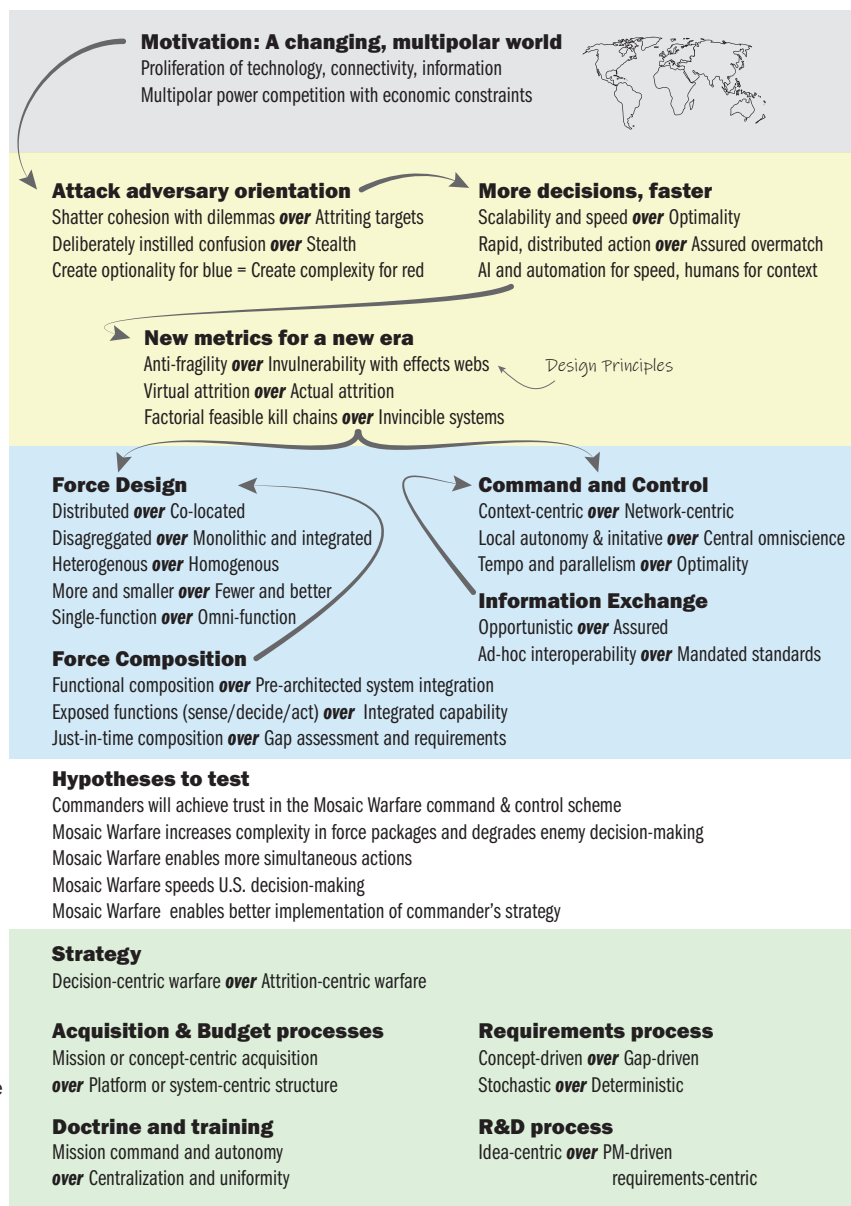 Motivation: A changing, multipolar world
Proliferation of technology, connectivity, information
Multipolar power competition with economic constraints
Attack adversary orientation
Shatter cohesion with dilemmas over Attriting targets
Deliberately instilled confusion over Stealth
Create optionality for blue = Create complexity for red
More decisions, faster
Scalability and speed over Optimality
Rapid, distributed action over Assured overmatch
AI and automation for speed, humans for context
New metrics for a new era
Anti-fragility over Invulnerability with effects webs
Virtual attrition over Actual attrition
Factorial feasible kill chains over Invincible systems
Design Principles
Force Design
Distributed over Co-located
Disaggregated over Monolithic and integrated
Heterogenous over Homogenous
More and smaller over Fewer and better
Single-function over Omni-function
Force Composition
Functional composition over Pre-architected system integration
Exposed functions (sense/decide/act) over Integrated capability
Just-in-time composition over Gap assessment and requirements
Command and Control
Context-centric over Network-centric
Local autonomy & initative over Central omniscience
Tempo and parallelism over Optimality
Information Exchange
Opportunistic over Assured
Ad-hoc interoperability over Mandated standards
Hypotheses to test
Commanders will achieve trust in the Mosaic Warfare command & control scheme
Mosaic Warfare increases complexity in force packages and degrades enemy decision-making
Mosaic Warfare enables more simultaneous actions
Mosaic Warfare speeds U.S. decision-making
Mosaic Warfare enables better implementation of commander's strategy
Strategy
Decision-centric warfare over Attrition-centric warfare
Acquisition & Budget processes
Mission or concept-centric acquisition
over Platform or system-centric structure
Requirements process
Concept-driven over Gap-driven
Stochastic over Deterministic
Doctrine and training
Mission command and autonomy
over Centralization and uniformity
R&D process
Idea-centric over PM-driven
requirements-centric